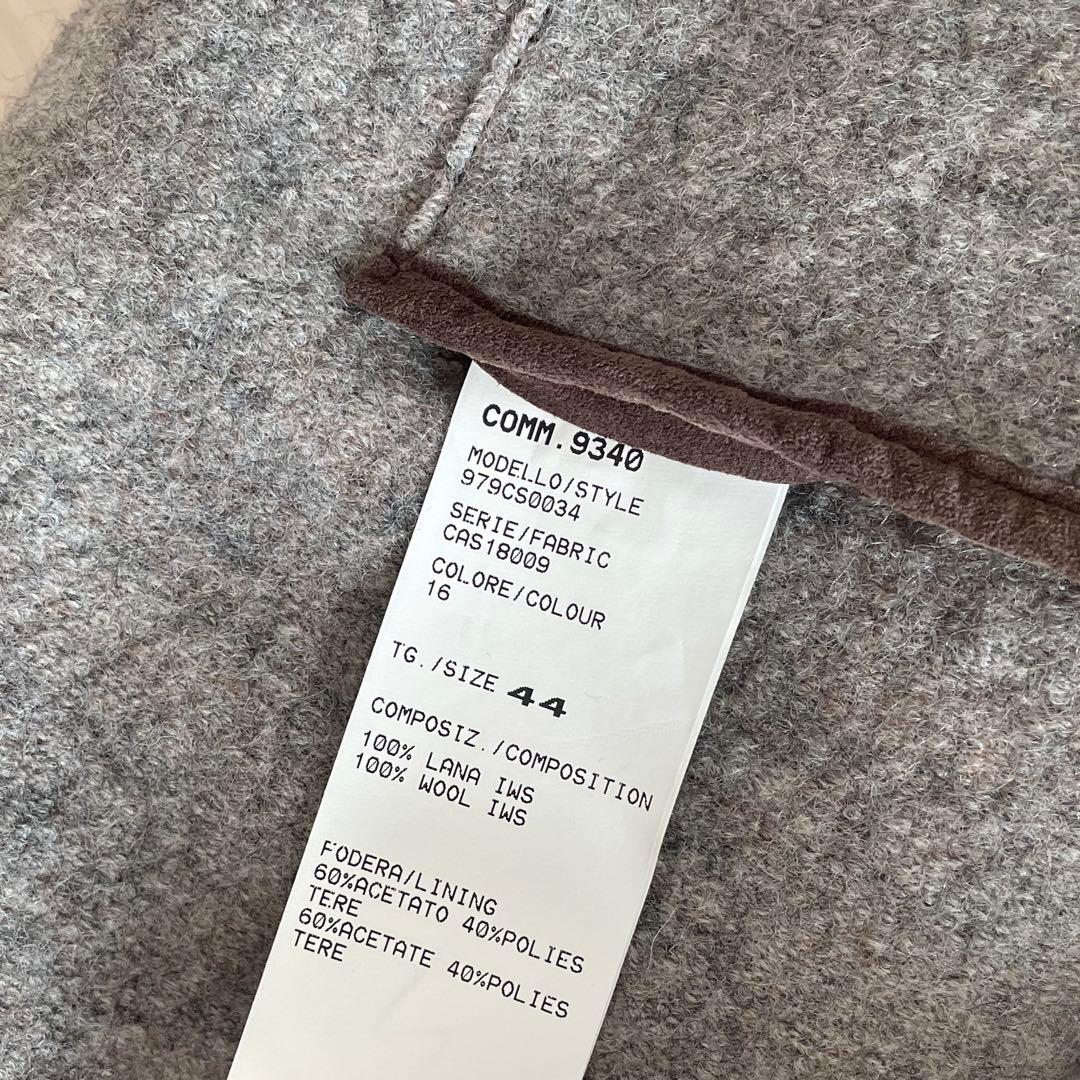 COMM.9340
MODELLO/STYLE
979CS0034
SERIE/FABRIC
CAS18009
COLORE/COLOUR
16
TG./SIZE 44
COMPOSIZ./COMPOSITION
100% LANA IWS
100% WOOL IWS
FODERA/LINING
60%ACETATO 40%POLIES
TERE
60%ACETATE 40%POLIES
TERE